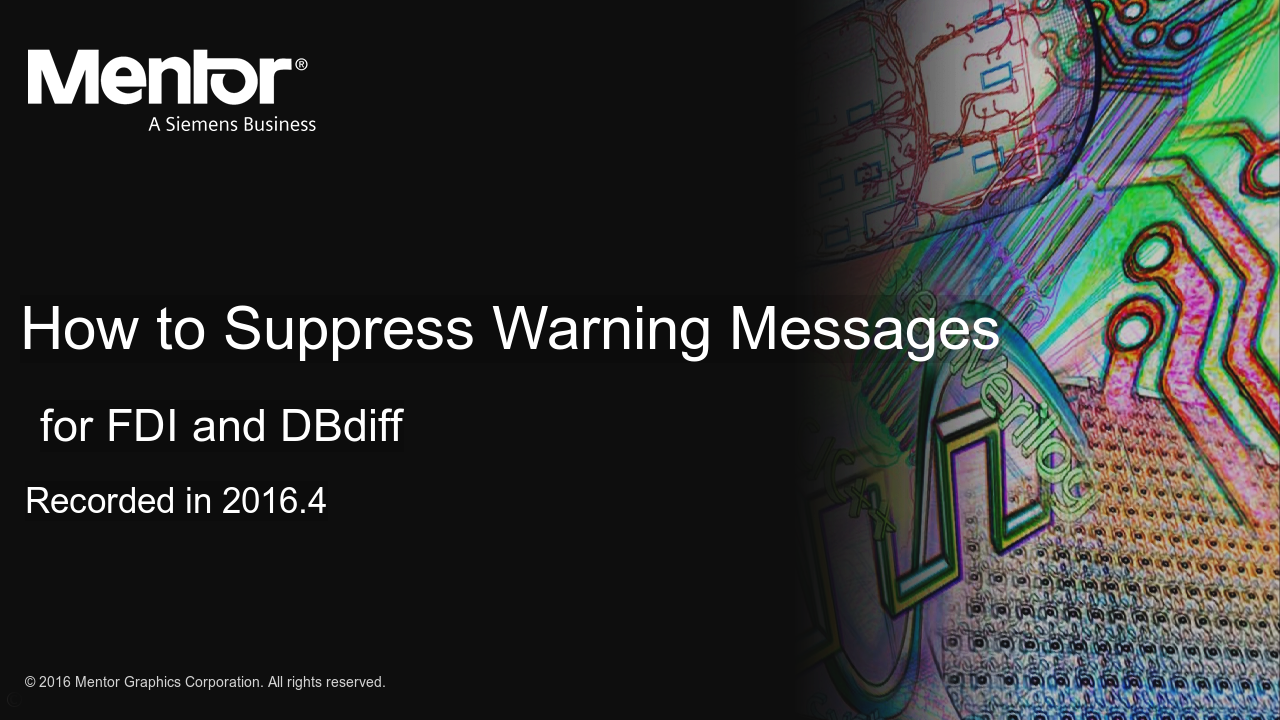 Mentor®
A Siemens Business
How to Suppress Warning Messages
for FDI and DBdiff
Recorded in 2016.4
© 2016 Mentor Graphics Corporation. All rights reserved.